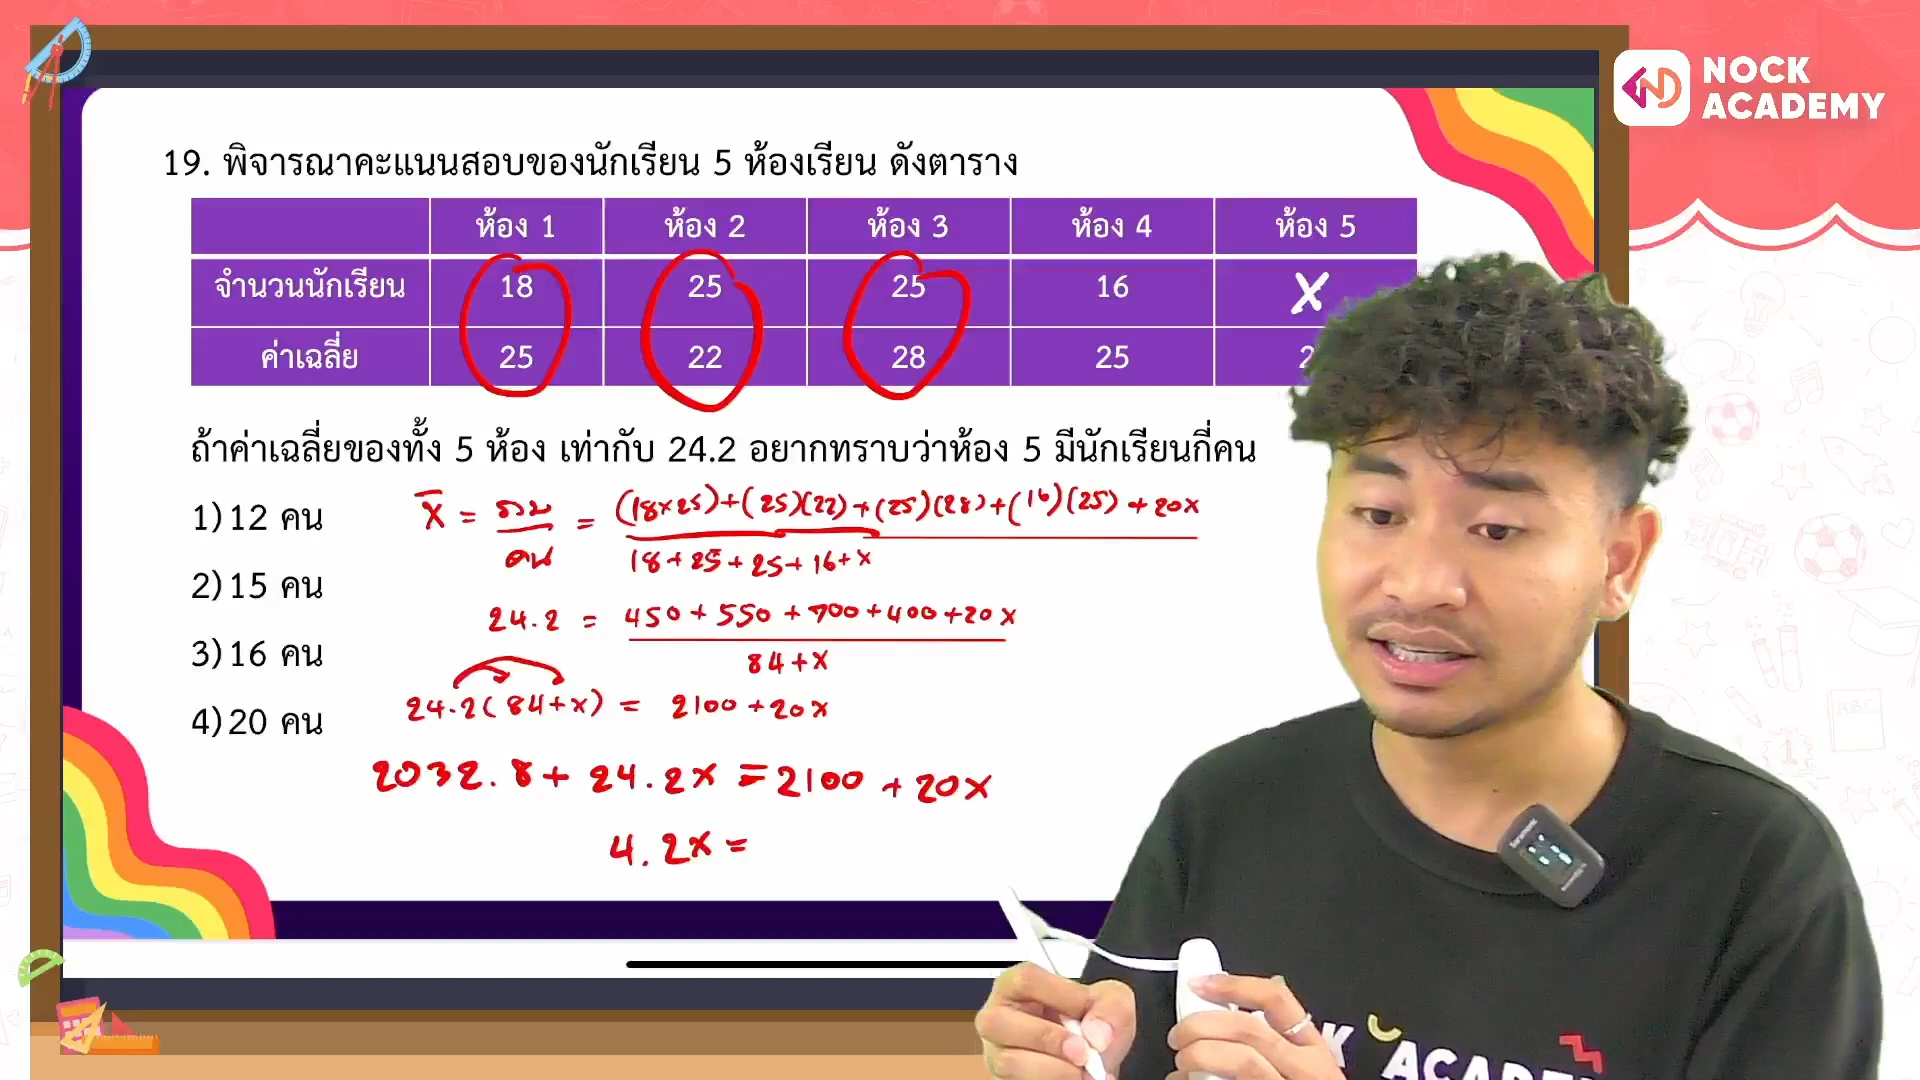 NOCK
ACADEMY
19. พิจารณาคะแนนสอบของนักเรียน 5 ห้องเรียน ดังตาราง
ห้อง 1 ห้อง 2 ห้อง 3 ห้อง 4 ห้อง 5
จำนวนนักเรียน 18 25 25 16 X
ค่าเฉลี่ย 25 22 28 25 2
ถ้าค่าเฉลี่ยของทั้ง 5 ห้อง เท่ากับ 24.2 อยากทราบว่าห้อง 5 มีนักเรียนกี่คน
1) 12 คน
2) 15 คน
3) 16 คน
4) 20 คน
x̄ = รวม/คน = (18x25)+(25)(22)+(25)(28)+(16)(25)+20x
18+25+25+16+x
24.2 = 450+550+700+400+20x
84+x
24.2(84+x) = 2100+20x
2032.8+24.2x=2100+20x
4.2x=